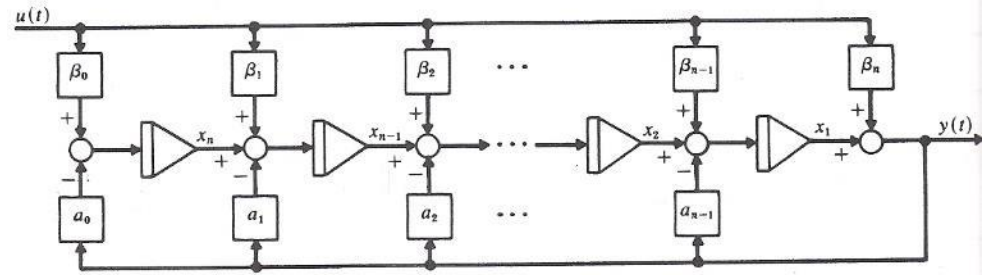 u(t)
β₀ β₁ β₂ ... βₙ₋₁ βₙ
+ + + + +
xₙ xₙ₋₁ x₂ x₁ y(t)
+ + ... + +
− − − −
a₀ a₁ a₂ ... aₙ₋₁